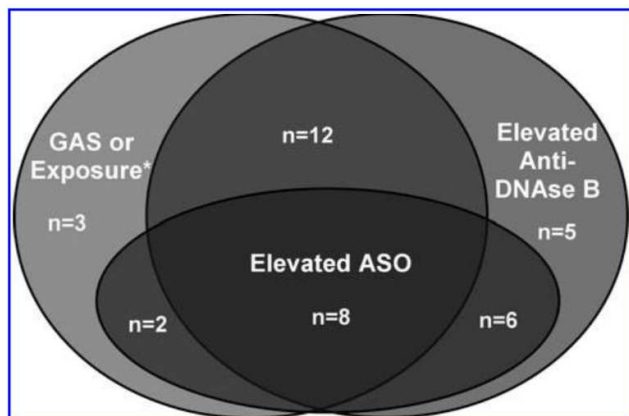 GAS or
Exposure*
n=3
n=12
Elevated
Anti-
DNAse B
n=5
Elevated ASO
n=2
n=8
n=6